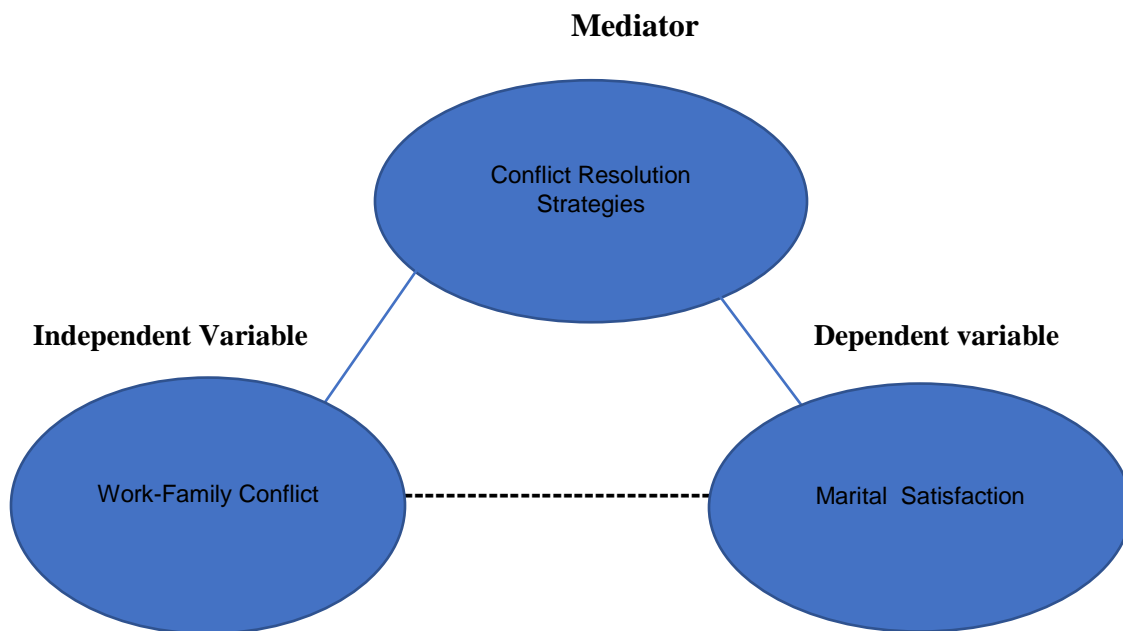 Mediator
Conflict Resolution
Strategies
Independent Variable
Dependent variable
Work-Family Conflict
Marital  Satisfaction